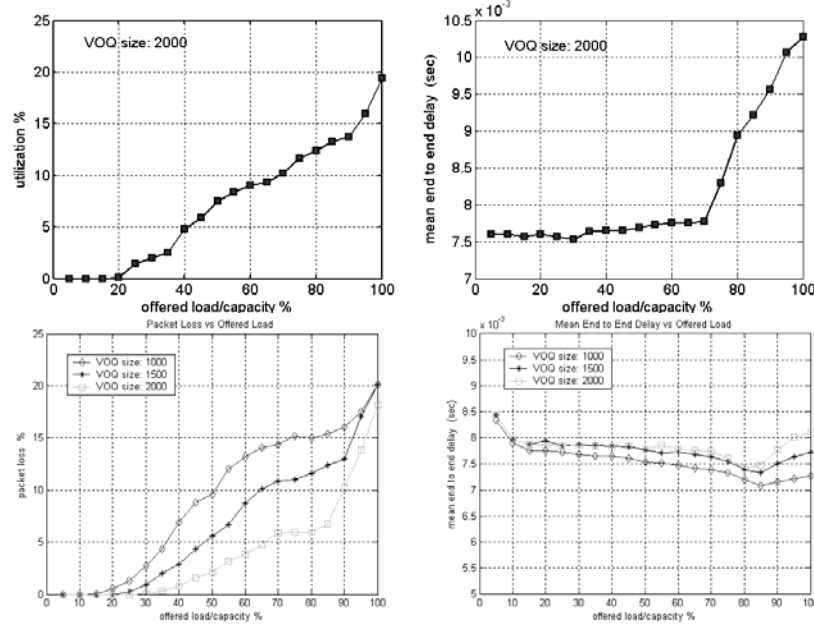 VOQ size: 2000
utilization %
25
20
15
10
5
0
0 20 40 60 80 100
offered load/capacity %
x 10⁻³
VOQ size: 2000
mean end to end delay (sec)
10.5
10
9.5
9
8.5
8
7.5
7
0 20 40 60 80 100
offered load/capacity %
Packet Loss vs Offered Load
VOQ size: 1000
VOQ size: 1500
VOQ size: 2000
packet loss %
25
20
15
10
5
0
0 10 20 30 40 50 60 70 80 90 100
offered load/capacity %
x 10⁻³
Mean End to End Delay vs Offered Load
VOQ size: 1000
VOQ size: 1500
VOQ size: 2000
mean end to end delay (sec)
10
9.5
9
8.5
8
7.5
7
6.5
6
5.5
5
0 10 20 30 40 50 60 70 80 90 100
offered load/capacity %